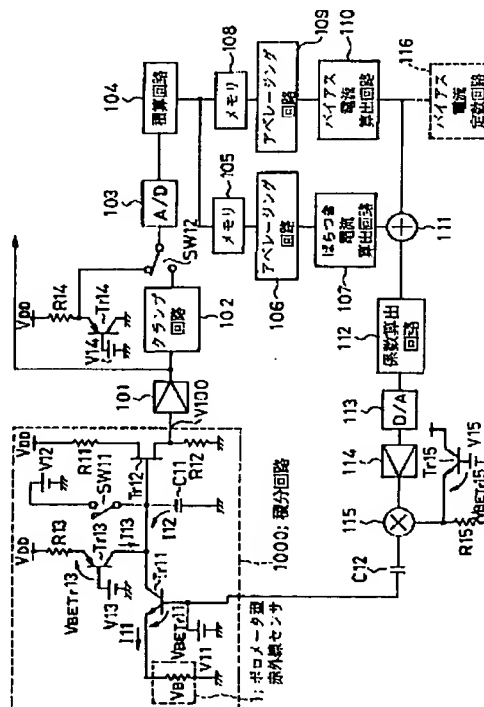 VDD
R14
Tr14
V14
SW12
101
V100
クランプ
回路
102
A/D
103
積算回路
104
メモリ
105
アベレージング
回路
106
ばらつき
電流
算出回路
107
メモリ
108
アベレージング
回路
109
バイアス
電流
算出回路
110
111
バイアス
電流
定数回路
116
係数算出
回路
112
D/A
113
114
115
Tr15
V15
VBETr15
R15
C12
VDD
R11
Tr12
R12
V12
SW11
C11
I12
VDD
R13
Tr13
I13
VBETr13
V13
Tr11
I11
VBETr11
V11
VB
1000;積分回路
1;ボロメータ型
赤外線センサ